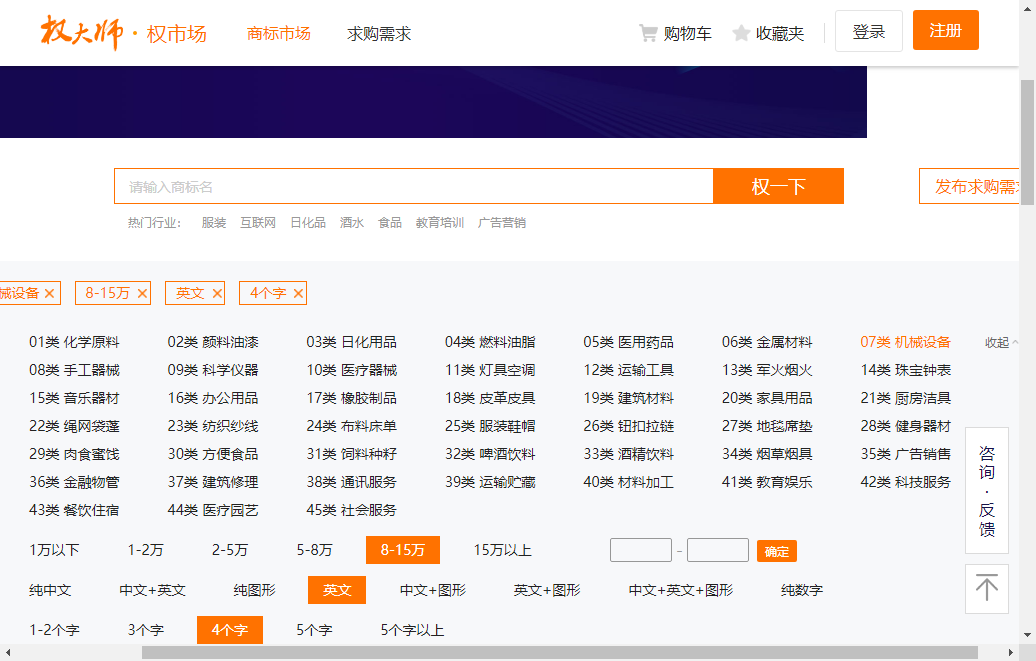 权大师 · 权市场 商标市场 求购需求 购物车 收藏夹 登录 注册
请输入商标名 权一下 发布求购需求
热门行业： 服装 互联网 日化品 酒水 食品 教育培训 广告营销
械设备 × 8-15万 × 英文 × 4个字 ×
01类 化学原料 02类 颜料油漆 03类 日化用品 04类 燃料油脂 05类 医用药品 06类 金属材料 07类 机械设备 收起
08类 手工器械 09类 科学仪器 10类 医疗器械 11类 灯具空调 12类 运输工具 13类 军火烟火 14类 珠宝钟表
15类 音乐器材 16类 办公用品 17类 橡胶制品 18类 皮革皮具 19类 建筑材料 20类 家具用品 21类 厨房洁具
22类 绳网袋蓬 23类 纺织纱线 24类 布料床单 25类 服装鞋帽 26类 钮扣拉链 27类 地毯席垫 28类 健身器材
29类 肉食蜜饯 30类 方便食品 31类 饲料种籽 32类 啤酒饮料 33类 酒精饮料 34类 烟草烟具 35类 广告销售
36类 金融物管 37类 建筑修理 38类 通讯服务 39类 运输贮藏 40类 材料加工 41类 教育娱乐 42类 科技服务
43类 餐饮住宿 44类 医疗园艺 45类 社会服务
1万以下 1-2万 2-5万 5-8万 8-15万 15万以上 - 确定
纯中文 中文+英文 纯图形 英文 中文+图形 英文+图形 中文+英文+图形 纯数字
1-2个字 3个字 4个字 5个字 5个字以上
咨询·反馈